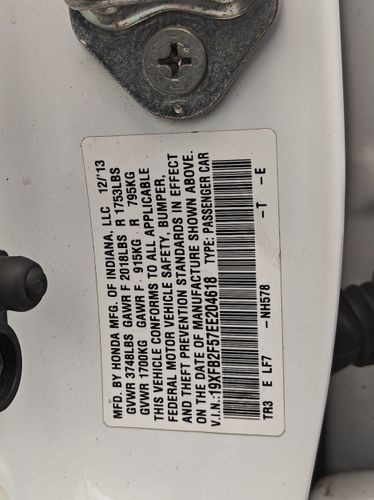 MFD. BY HONDA MFG. OF INDIANA, LLC 12/'13
GVWR 3748LBS GAWR F 2018LBS R 1753LBS
GVWR 1700KG GAWR F 915KG R 795KG
THIS VEHICLE CONFORMS TO ALL APPLICABLE
FEDERAL MOTOR VEHICLE SAFETY, BUMPER,
AND THEFT PREVENTION STANDARDS IN EFFECT
ON THE DATE OF MANUFACTURE SHOWN ABOVE.
V.I.N.:19XFB2F57EE204618 TYPE: PASSENGER CAR
TR3 E LF7 -NH578 -T -E